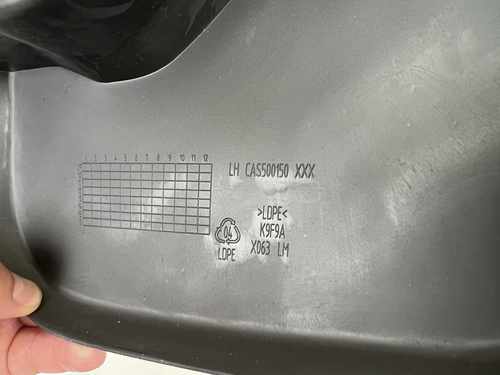 1 2 3 4 5 6 7 8 9 10 11 12
LH CAS500150 XXX
>LDPE<
K9F9A
X063 LM
04
LDPE